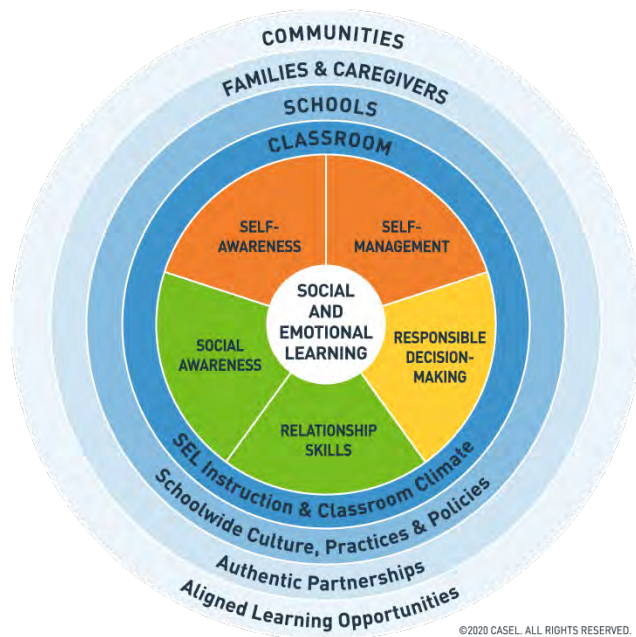 COMMUNITIES
FAMILIES & CAREGIVERS
SCHOOLS
CLASSROOM
SELF-
AWARENESS
SELF-
MANAGEMENT
SOCIAL
AND
EMOTIONAL
LEARNING
SOCIAL
AWARENESS
RESPONSIBLE
DECISION-
MAKING
RELATIONSHIP
SKILLS
SEL Instruction & Classroom Climate
Schoolwide Culture, Practices & Policies
Authentic Partnerships
Aligned Learning Opportunities
©2020 CASEL. ALL RIGHTS RESERVED.